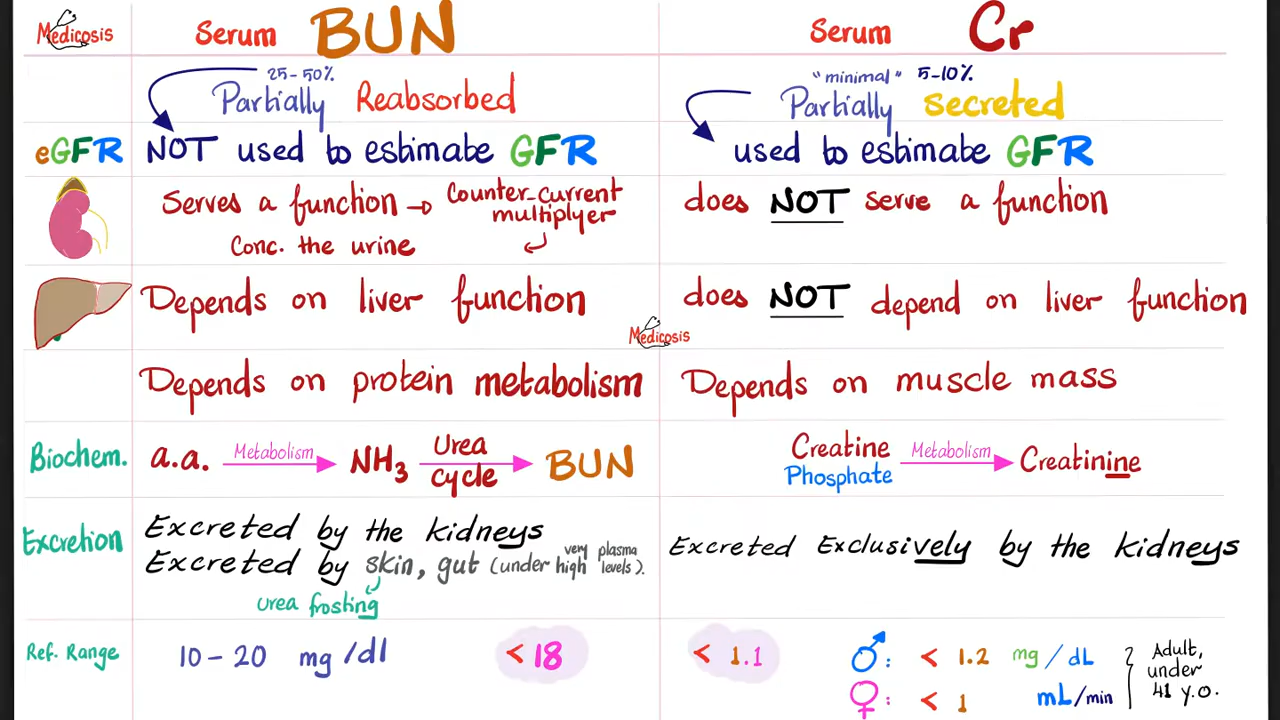 Medicosis
Serum BUN
Serum Cr
25-50%
Partially Reabsorbed
"minimal" 5-10%
Partially secreted
eGFR
NOT used to estimate GFR
used to estimate GFR
Serves a function → Counter-current
multiplyer
Conc. the urine
does NOT serve a function
Depends on liver function
does NOT depend on liver function
Medicosis
Depends on protein metabolism
Depends on muscle mass
Biochem.
a.a. Metabolism NH3 Urea cycle BUN
Creatine Phosphate Metabolism Creatinine
Excretion
Excreted by the kidneys
Excreted by skin, gut (under very high plasma levels).
urea frosting
Excreted Exclusively by the kidneys
Ref. Range
10-20 mg/dl
< 18
< 1.1
♂: < 1.2 mg/dL
♀: < 1 mL/min
Adult,
under
41 y.o.